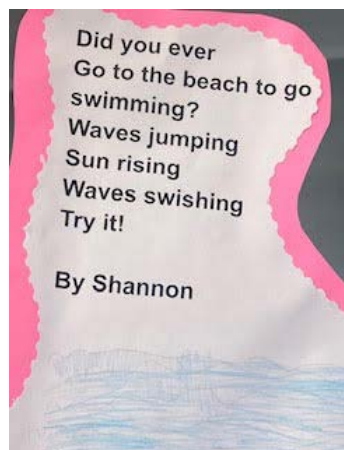 Did you ever
Go to the beach to go
swimming?
Waves jumping
Sun rising
Waves swishing
Try it!
By Shannon